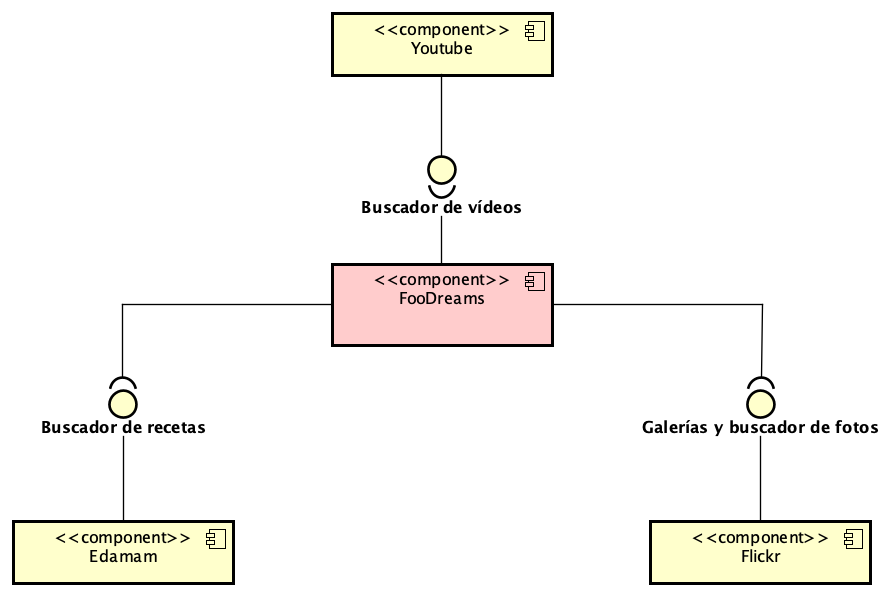 <<component>>
Youtube
Buscador de vídeos
<<component>>
FooDreams
Buscador de recetas
Galerías y buscador de fotos
<<component>>
Edamam
<<component>>
Flickr